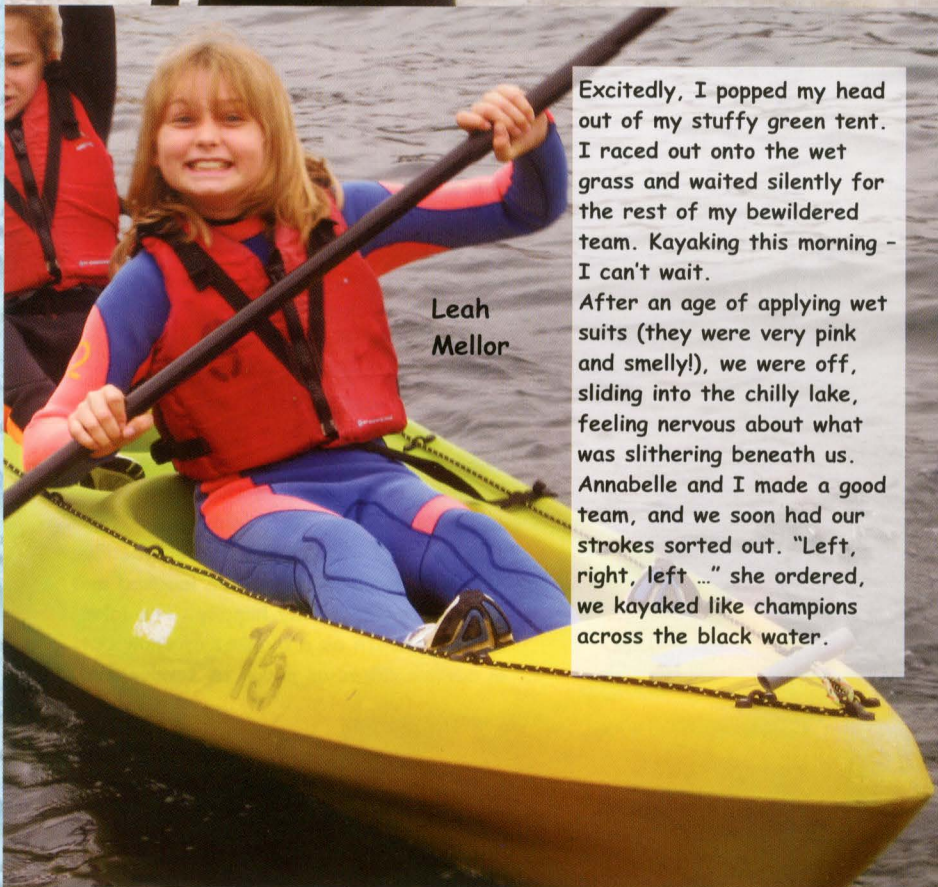 Leah
Mellor
Excitedly, I popped my head
out of my stuffy green tent.
I raced out onto the wet
grass and waited silently for
the rest of my bewildered
team. Kayaking this morning –
I can't wait.
After an age of applying wet
suits (they were very pink
and smelly!), we were off,
sliding into the chilly lake,
feeling nervous about what
was slithering beneath us.
Annabelle and I made a good
team, and we soon had our
strokes sorted out. “Left,
right, left …” she ordered,
we kayaked like champions
across the black water.
2
15